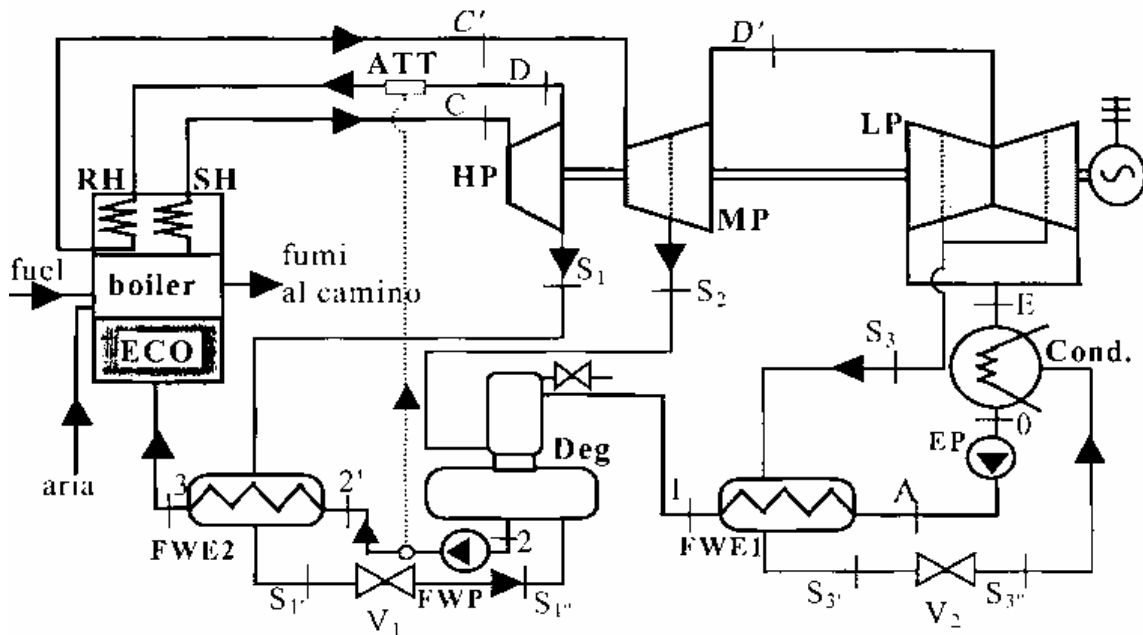 C'
D'
ATT
D
C
LP
RH
SH
HP
MP
fuel
boiler
fumi
al camino
S1
S2
E
S3
Cond.
ECO
0
EP
Deg
aria
3
2'
1
A
FWE2
2
FWE1
S1'
FWP
S1"
S3'
S3"
V1
V2